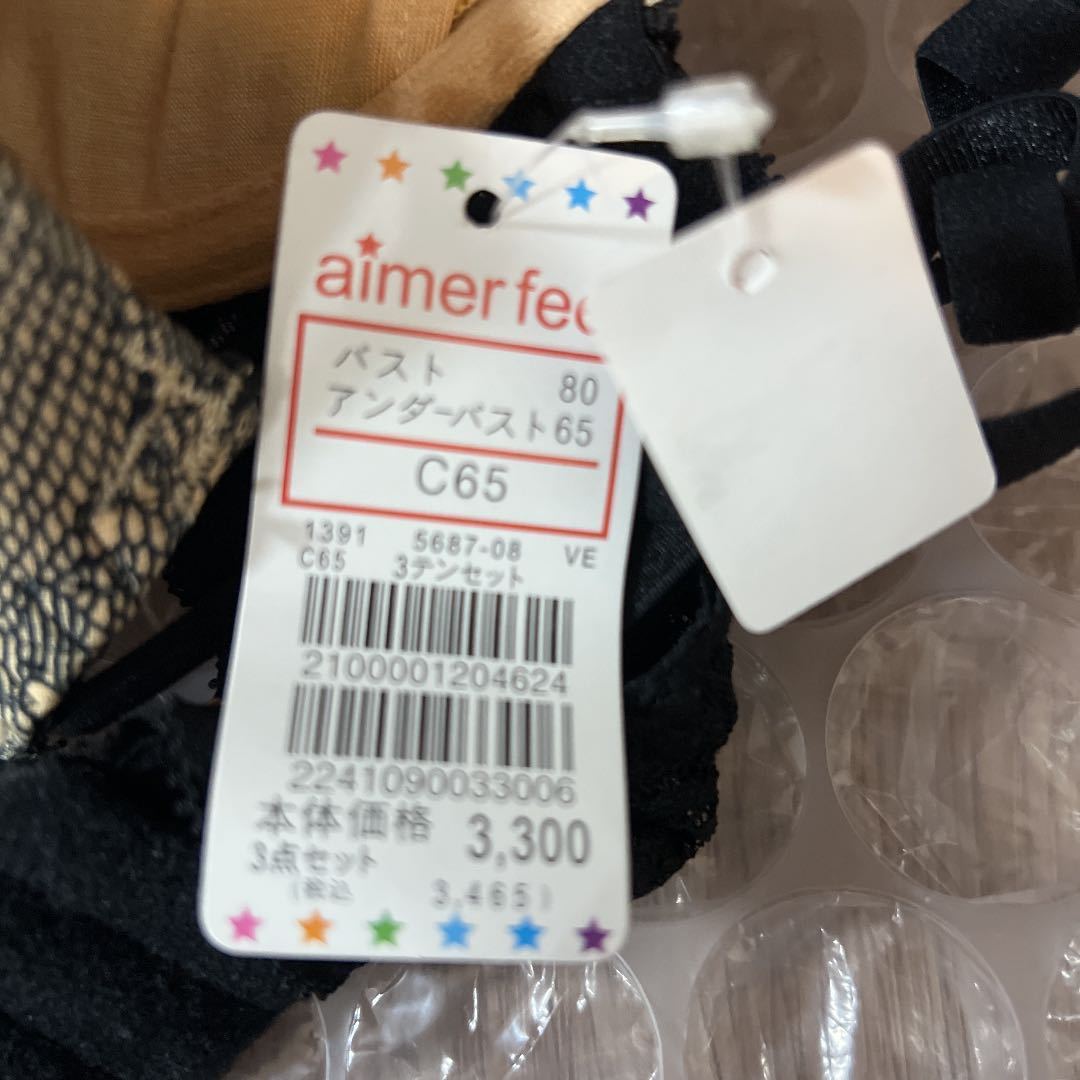 aimer fee
バスト 80
アンダーバスト 65
C65
1391 5687-08 VE
C65 3テンセット
2100001204624
2241090033006
本体価格 3,300
3点セット
(税込 3,465)